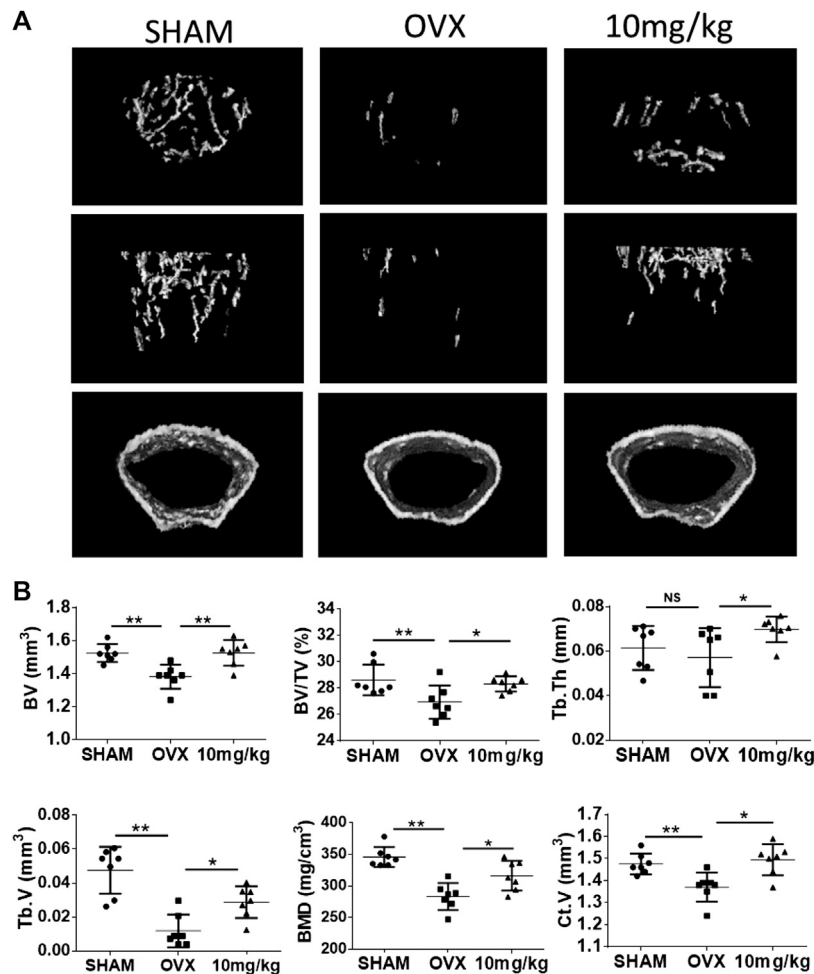 A
SHAM OVX 10mg/kg
B
BV (mm³)
1.8
1.6
1.4
1.2
1.0
** **
SHAM OVX 10mg/kg
BV/TV (%)
34
32
30
28
26
24
** *
SHAM OVX 10mg/kg
Tb.Th (mm)
0.08
0.06
0.04
0.02
NS *
SHAM OVX 10mg/kg
Tb.V (mm³)
0.08
0.06
0.04
0.02
0.00
** *
SHAM OVX 10mg/kg
BMD (mg/cm³)
400
350
300
250
200
** *
SHAM OVX 10mg/kg
Ct.V (mm³)
1.7
1.6
1.5
1.4
1.3
1.2
1.1
** *
SHAM OVX 10mg/kg